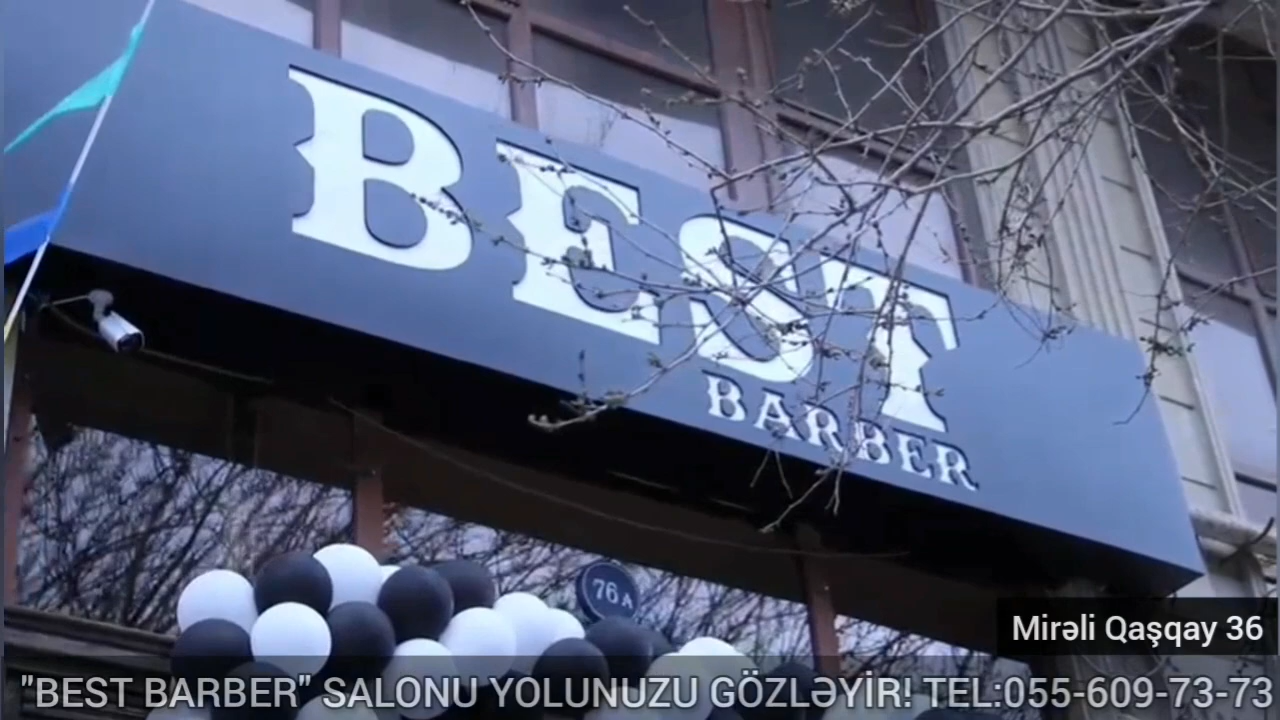 BEST
BARBER
76A
Mirəli Qaşqay 36
"BEST BARBER" SALONU YOLUNUZU GÖZLƏYİR! TEL:055-609-73-73